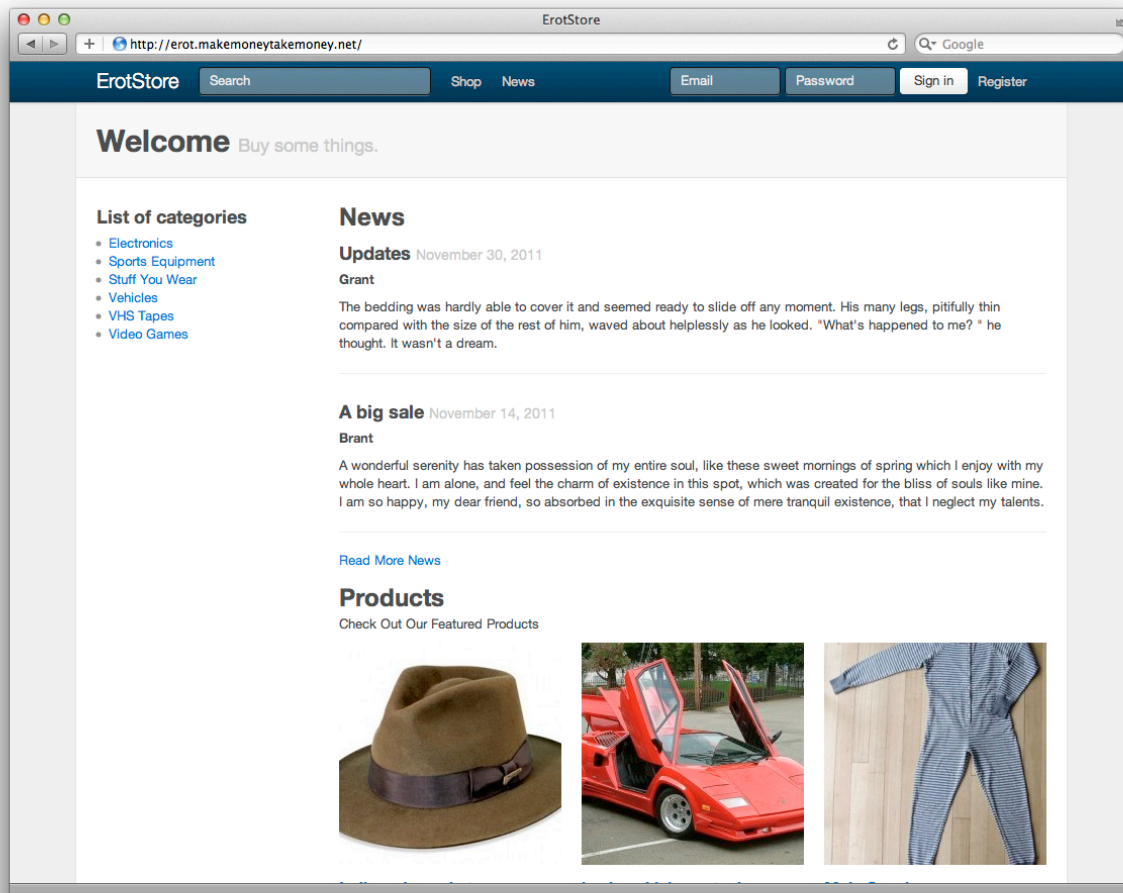 ErotStore
http://erot.makemoneytakemoney.net/
Google
ErotStore Search Shop News Email Password Sign in Register
Welcome Buy some things.
List of categories
Electronics
Sports Equipment
Stuff You Wear
Vehicles
VHS Tapes
Video Games
News
Updates November 30, 2011
Grant
The bedding was hardly able to cover it and seemed ready to slide off any moment. His many legs, pitifully thin
compared with the size of the rest of him, waved about helplessly as he looked. "What's happened to me? " he
thought. It wasn't a dream.
A big sale November 14, 2011
Brant
A wonderful serenity has taken possession of my entire soul, like these sweet mornings of spring which I enjoy with my
whole heart. I am alone, and feel the charm of existence in this spot, which was created for the bliss of souls like mine.
I am so happy, my dear friend, so absorbed in the exquisite sense of mere tranquil existence, that I neglect my talents.
Read More News
Products
Check Out Our Featured Products